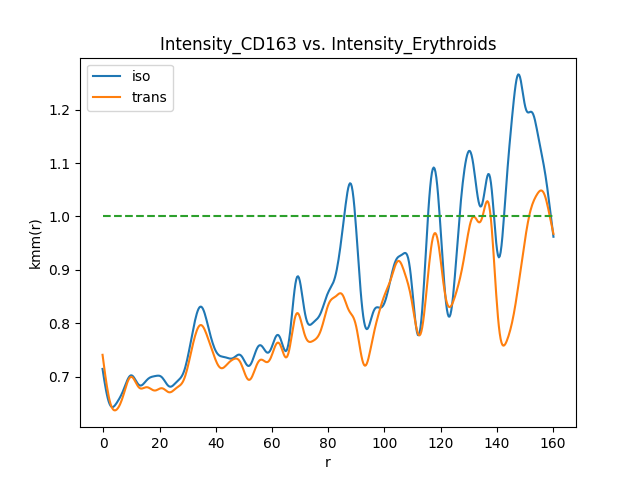 Intensity_CD163 vs. Intensity_Erythroids
iso
trans
1.2
1.1
1.0
0.9
0.8
0.7
kmm(r)
0 20 40 60 80 100 120 140 160
r